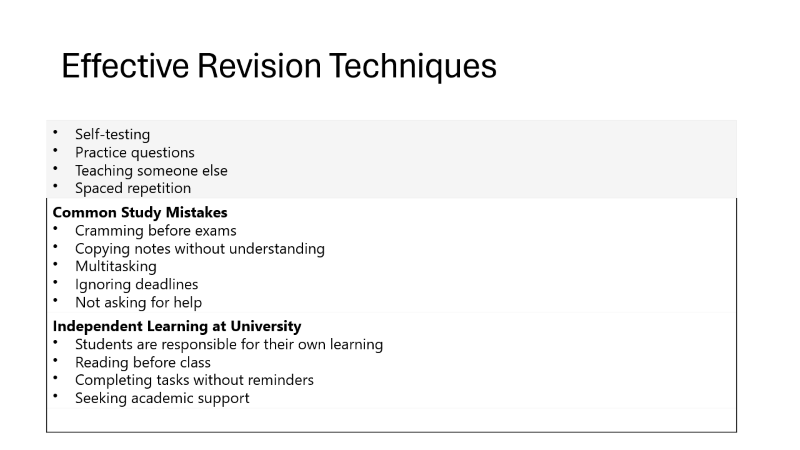 Effective Revision Techniques
• Self-testing
• Practice questions
• Teaching someone else
• Spaced repetition
Common Study Mistakes
• Cramming before exams
• Copying notes without understanding
• Multitasking
• Ignoring deadlines
• Not asking for help
Independent Learning at University
• Students are responsible for their own learning
• Reading before class
• Completing tasks without reminders
• Seeking academic support